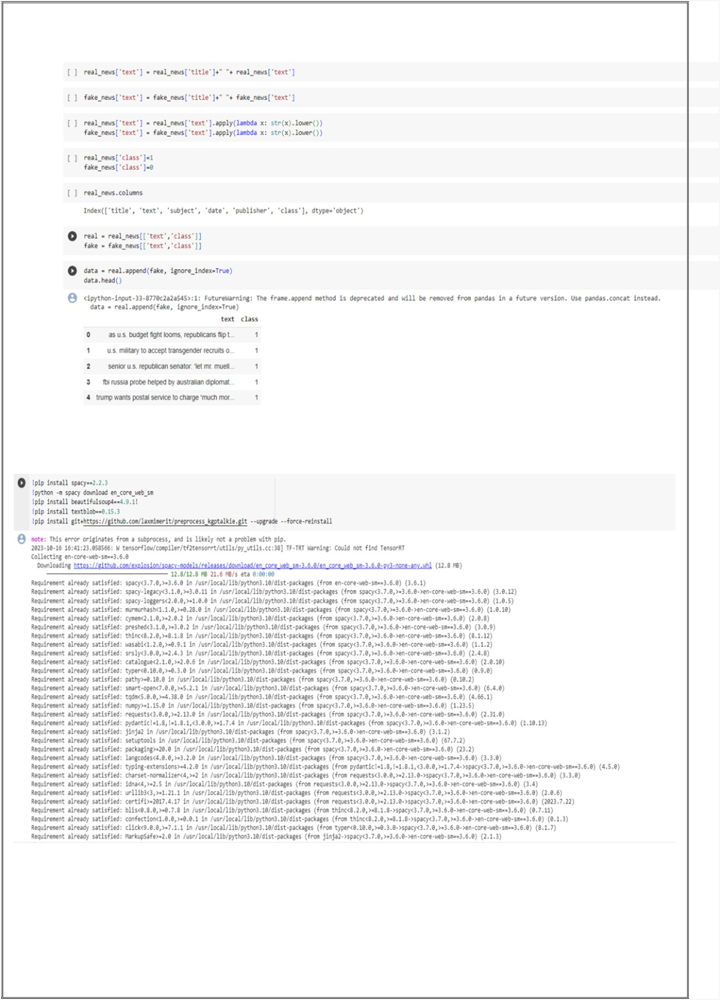 [ ] real_news['text'] = real_news['title']+" "+ real_news['text']
[ ] fake_news['text'] = fake_news['title']+" "+ fake_news['text']
[ ] real_news['text'] = real_news['text'].apply(lambda x: str(x).lower())
fake_news['text'] = fake_news['text'].apply(lambda x: str(x).lower())
[ ] real_news['class']=1
fake_news['class']=0
[ ] real_news.columns
Index(['title', 'text', 'subject', 'date', 'publisher', 'class'], dtype='object')
real = real_news[['text','class']]
fake = fake_news[['text','class']]
data = real.append(fake, ignore_index=True)
data.head()
<ipython-input-33-8770c2a2a545>:1: FutureWarning: The frame.append method is deprecated and will be removed from pandas in a future version. Use pandas.concat instead.
data = real.append(fake, ignore_index=True)
text class
0 as u.s. budget fight looms, republicans flip t... 1
1 u.s. military to accept transgender recruits o... 1
2 senior u.s. republican senator: 'let mr. muell... 1
3 fbi russia probe helped by australian diplomat... 1
4 trump wants postal service to charge 'much mor... 1
!pip install spacy==2.2.3
!python -m spacy download en_core_web_sm
!pip install beautifulsoup4==4.9.1!
!pip install textblob==0.15.3
!pip install git+https://github.com/laxmimerit/preprocess_kgptalkie.git --upgrade --force-reinstall
note: This error originates from a subprocess, and is likely not a problem with pip.
2023-10-16 16:41:23.058566: W tensorflow/compiler/tf2tensorrt/utils/py_utils.cc:38] TF-TRT Warning: Could not find TensorRT
Collecting en-core-web-sm==3.6.0
Downloading https://github.com/explosion/spacy-models/releases/download/en_core_web_sm-3.6.0/en_core_web_sm-3.6.0-py3-none-any.whl (12.8 MB)
12.8/12.8 MB 21.6 MB/s eta 0:00:00
Requirement already satisfied: spacy<3.7.0,>=3.6.0 in /usr/local/lib/python3.10/dist-packages (from en-core-web-sm==3.6.0) (3.6.1)
Requirement already satisfied: spacy-legacy<3.1.0,>=3.0.11 in /usr/local/lib/python3.10/dist-packages (from spacy<3.7.0,>=3.6.0->en-core-web-sm==3.6.0) (3.0.12)
Requirement already satisfied: spacy-loggers<2.0.0,>=1.0.0 in /usr/local/lib/python3.10/dist-packages (from spacy<3.7.0,>=3.6.0->en-core-web-sm==3.6.0) (1.0.5)
Requirement already satisfied: murmurhash<1.1.0,>=0.28.0 in /usr/local/lib/python3.10/dist-packages (from spacy<3.7.0,>=3.6.0->en-core-web-sm==3.6.0) (1.0.10)
Requirement already satisfied: cymem<2.1.0,>=2.0.2 in /usr/local/lib/python3.10/dist-packages (from spacy<3.7.0,>=3.6.0->en-core-web-sm==3.6.0) (2.0.8)
Requirement already satisfied: preshed<3.1.0,>=3.0.2 in /usr/local/lib/python3.10/dist-packages (from spacy<3.7.0,>=3.6.0->en-core-web-sm==3.6.0) (3.0.9)
Requirement already satisfied: thinc<8.2.0,>=8.1.8 in /usr/local/lib/python3.10/dist-packages (from spacy<3.7.0,>=3.6.0->en-core-web-sm==3.6.0) (8.1.12)
Requirement already satisfied: wasabi<1.2.0,>=0.9.1 in /usr/local/lib/python3.10/dist-packages (from spacy<3.7.0,>=3.6.0->en-core-web-sm==3.6.0) (1.1.2)
Requirement already satisfied: srsly<3.0.0,>=2.4.3 in /usr/local/lib/python3.10/dist-packages (from spacy<3.7.0,>=3.6.0->en-core-web-sm==3.6.0) (2.4.8)
Requirement already satisfied: catalogue<2.1.0,>=2.0.6 in /usr/local/lib/python3.10/dist-packages (from spacy<3.7.0,>=3.6.0->en-core-web-sm==3.6.0) (2.0.10)
Requirement already satisfied: typer<0.10.0,>=0.3.0 in /usr/local/lib/python3.10/dist-packages (from spacy<3.7.0,>=3.6.0->en-core-web-sm==3.6.0) (0.9.0)
Requirement already satisfied: pathy>=0.10.0 in /usr/local/lib/python3.10/dist-packages (from spacy<3.7.0,>=3.6.0->en-core-web-sm==3.6.0) (0.10.2)
Requirement already satisfied: smart-open<7.0.0,>=5.2.1 in /usr/local/lib/python3.10/dist-packages (from spacy<3.7.0,>=3.6.0->en-core-web-sm==3.6.0) (6.4.0)
Requirement already satisfied: tqdm<5.0.0,>=4.38.0 in /usr/local/lib/python3.10/dist-packages (from spacy<3.7.0,>=3.6.0->en-core-web-sm==3.6.0) (4.66.1)
Requirement already satisfied: numpy>=1.15.0 in /usr/local/lib/python3.10/dist-packages (from spacy<3.7.0,>=3.6.0->en-core-web-sm==3.6.0) (1.23.5)
Requirement already satisfied: requests<3.0.0,>=2.13.0 in /usr/local/lib/python3.10/dist-packages (from spacy<3.7.0,>=3.6.0->en-core-web-sm==3.6.0) (2.31.0)
Requirement already satisfied: pydantic!=1.8,!=1.8.1,<3.0.0,>=1.7.4 in /usr/local/lib/python3.10/dist-packages (from spacy<3.7.0,>=3.6.0->en-core-web-sm==3.6.0) (1.10.13)
Requirement already satisfied: jinja2 in /usr/local/lib/python3.10/dist-packages (from spacy<3.7.0,>=3.6.0->en-core-web-sm==3.6.0) (3.1.2)
Requirement already satisfied: setuptools in /usr/local/lib/python3.10/dist-packages (from spacy<3.7.0,>=3.6.0->en-core-web-sm==3.6.0) (67.7.2)
Requirement already satisfied: packaging>=20.0 in /usr/local/lib/python3.10/dist-packages (from spacy<3.7.0,>=3.6.0->en-core-web-sm==3.6.0) (23.2)
Requirement already satisfied: langcodes<4.0.0,>=3.2.0 in /usr/local/lib/python3.10/dist-packages (from spacy<3.7.0,>=3.6.0->en-core-web-sm==3.6.0) (3.3.0)
Requirement already satisfied: typing-extensions>=4.2.0 in /usr/local/lib/python3.10/dist-packages (from pydantic!=1.8,!=1.8.1,<3.0.0,>=1.7.4->spacy<3.7.0,>=3.6.0->en-core-web-sm==3.6.0) (4.5.0)
Requirement already satisfied: charset-normalizer<4,>=2 in /usr/local/lib/python3.10/dist-packages (from requests<3.0.0,>=2.13.0->spacy<3.7.0,>=3.6.0->en-core-web-sm==3.6.0) (3.3.0)
Requirement already satisfied: idna<4,>=2.5 in /usr/local/lib/python3.10/dist-packages (from requests<3.0.0,>=2.13.0->spacy<3.7.0,>=3.6.0->en-core-web-sm==3.6.0) (3.4)
Requirement already satisfied: urllib3<3,>=1.21.1 in /usr/local/lib/python3.10/dist-packages (from requests<3.0.0,>=2.13.0->spacy<3.7.0,>=3.6.0->en-core-web-sm==3.6.0) (2.0.6)
Requirement already satisfied: certifi>=2017.4.17 in /usr/local/lib/python3.10/dist-packages (from requests<3.0.0,>=2.13.0->spacy<3.7.0,>=3.6.0->en-core-web-sm==3.6.0) (2023.7.22)
Requirement already satisfied: blis<0.8.0,>=0.7.8 in /usr/local/lib/python3.10/dist-packages (from thinc<8.2.0,>=8.1.8->spacy<3.7.0,>=3.6.0->en-core-web-sm==3.6.0) (0.7.11)
Requirement already satisfied: confection<1.0.0,>=0.0.1 in /usr/local/lib/python3.10/dist-packages (from thinc<8.2.0,>=8.1.8->spacy<3.7.0,>=3.6.0->en-core-web-sm==3.6.0) (0.1.3)
Requirement already satisfied: click<9.0.0,>=7.1.1 in /usr/local/lib/python3.10/dist-packages (from typer<0.10.0,>=0.3.0->spacy<3.7.0,>=3.6.0->en-core-web-sm==3.6.0) (8.1.7)
Requirement already satisfied: MarkupSafe>=2.0 in /usr/local/lib/python3.10/dist-packages (from jinja2->spacy<3.7.0,>=3.6.0->en-core-web-sm==3.6.0) (2.1.3)